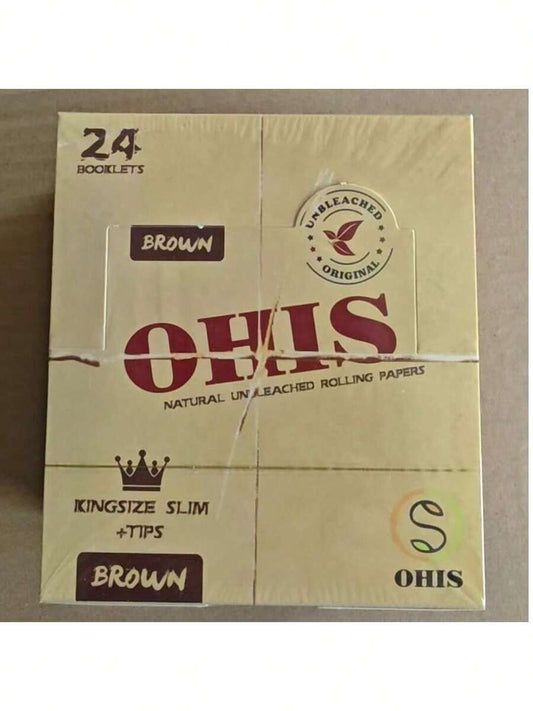 24
BOOKLETS
UNBLEACHED
ORIGINAL
BROWN
OHIS
NATURAL UNBLEACHED ROLLING PAPERS
KINGSIZE SLIM
+TIPS
BROWN
S
OHIS